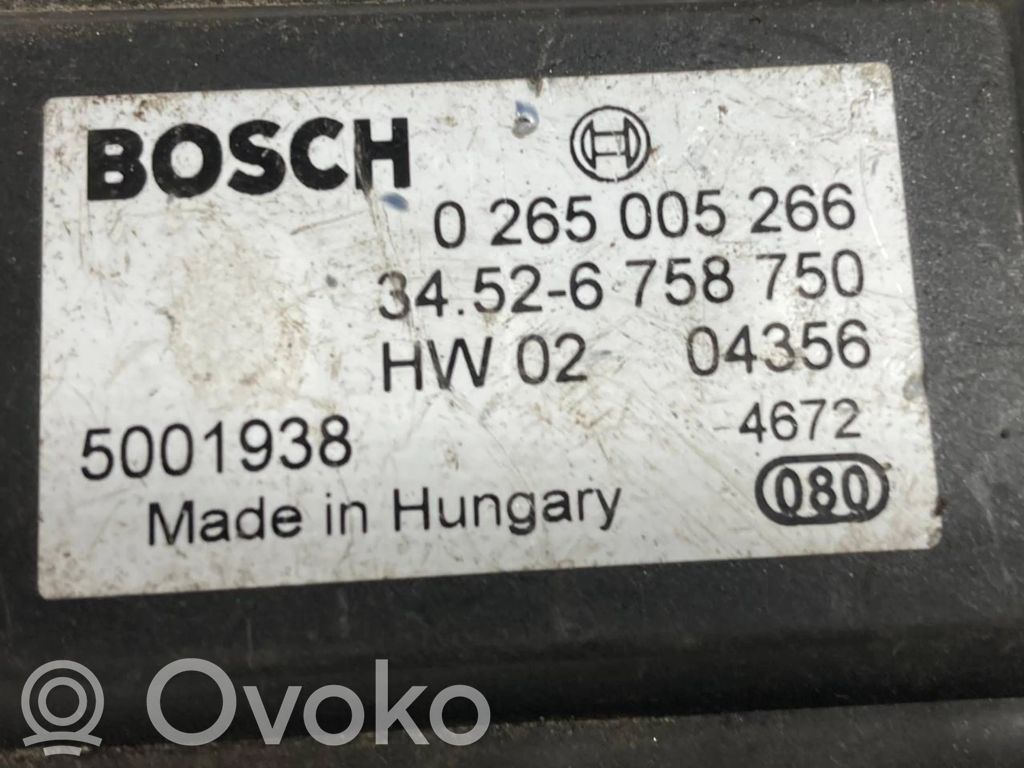 BOSCH
0 265 005 266
34.52-6 758 750
HW 02 04356
4672
5001938
080
Made in Hungary
Ovoko